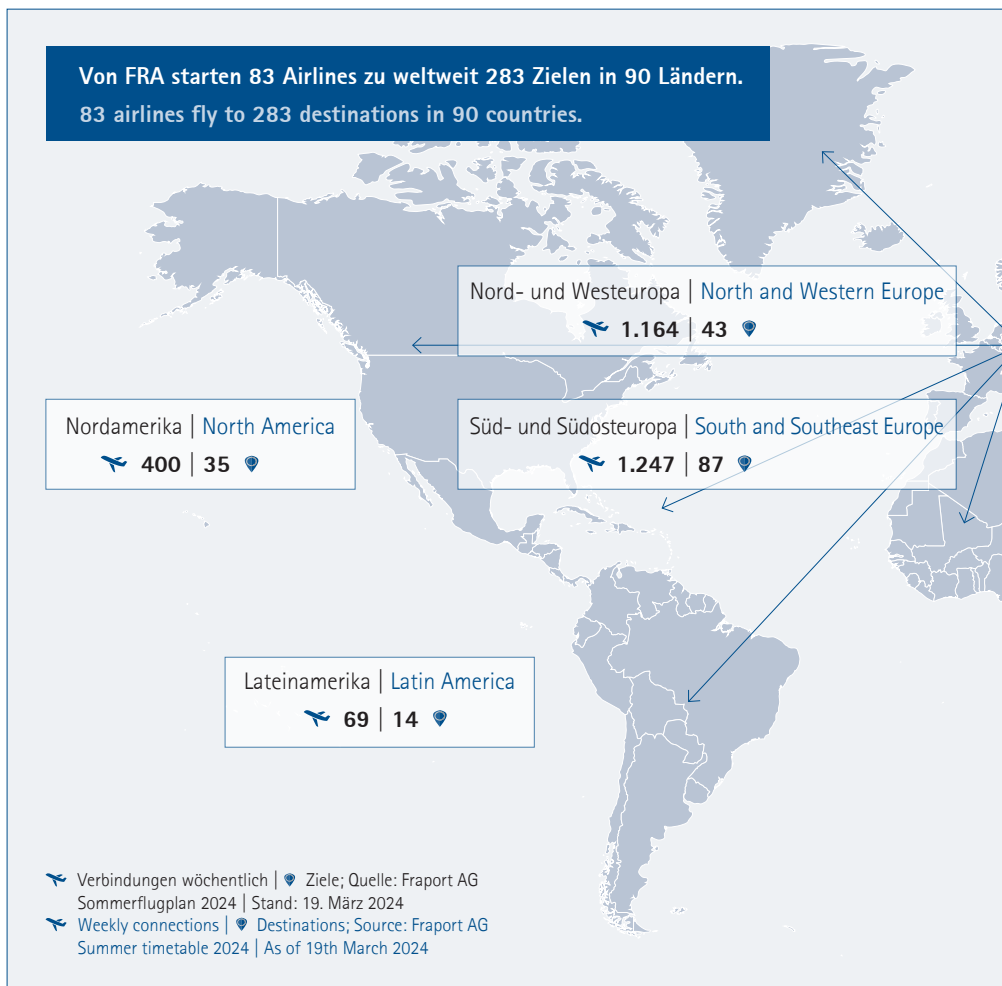 Von FRA starten 83 Airlines zu weltweit 283 Zielen in 90 Ländern.
83 airlines fly to 283 destinations in 90 countries.
Nord- und Westeuropa | North and Western Europe
1.164 | 43
Nordamerika | North America
400 | 35
Süd- und Südosteuropa | South and Southeast Europe
1.247 | 87
Lateinamerika | Latin America
69 | 14
Verbindungen wöchentlich | Ziele; Quelle: Fraport AG
Sommerflugplan 2024 | Stand: 19. März 2024
Weekly connections | Destinations; Source: Fraport AG
Summer timetable 2024 | As of 19th March 2024